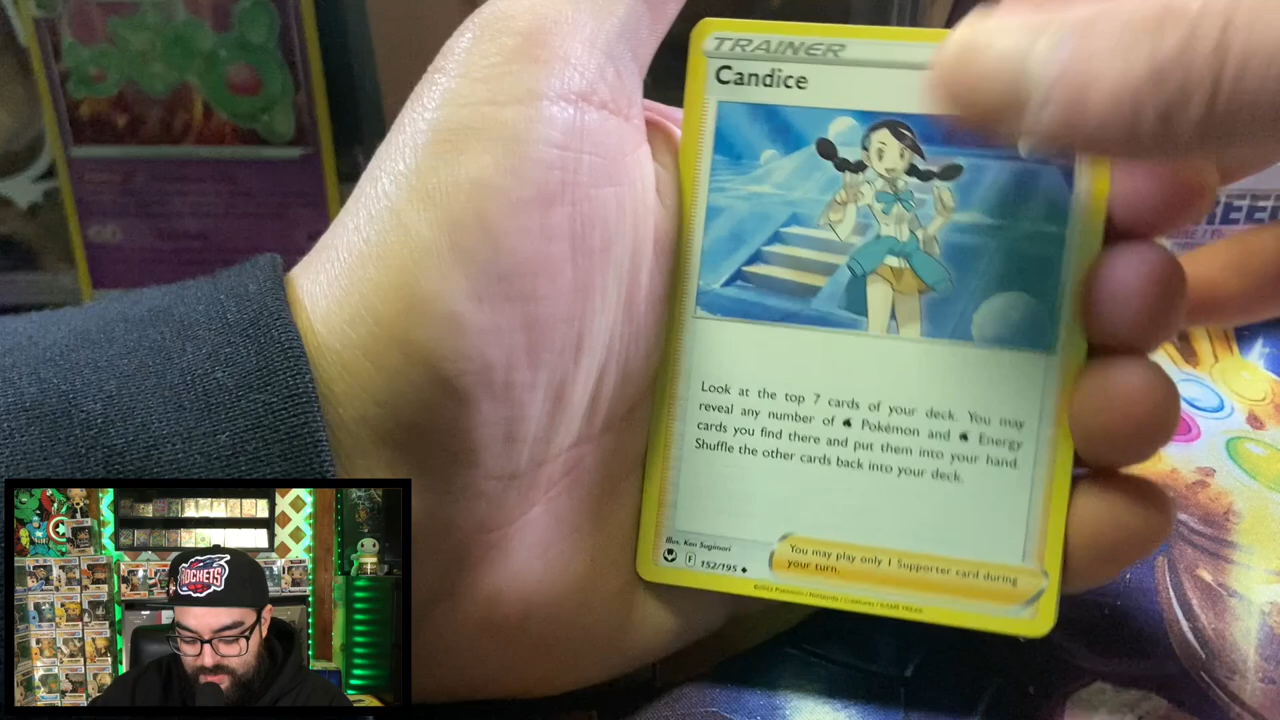 TRAINER
Candice
Look at the top 7 cards of your deck. You may
reveal any number of Pokémon and Energy
cards you find there and put them into your hand.
Shuffle the other cards back into your deck.
Illus. Ken Sugimori
F 152/195
You may play only 1 Supporter card during
your turn.
ROCKETS